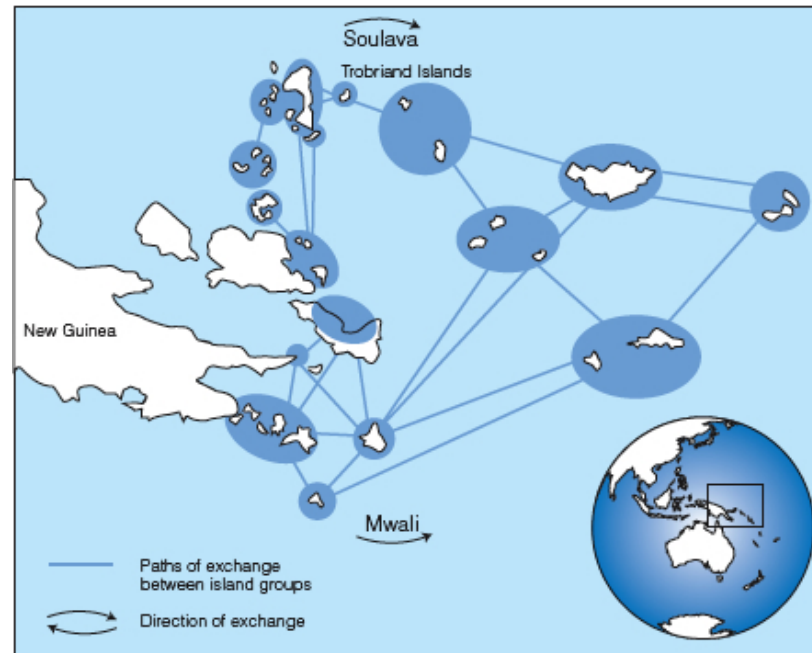 Soulava
Trobriand Islands
New Guinea
Mwali
Paths of exchange
between island groups
Direction of exchange